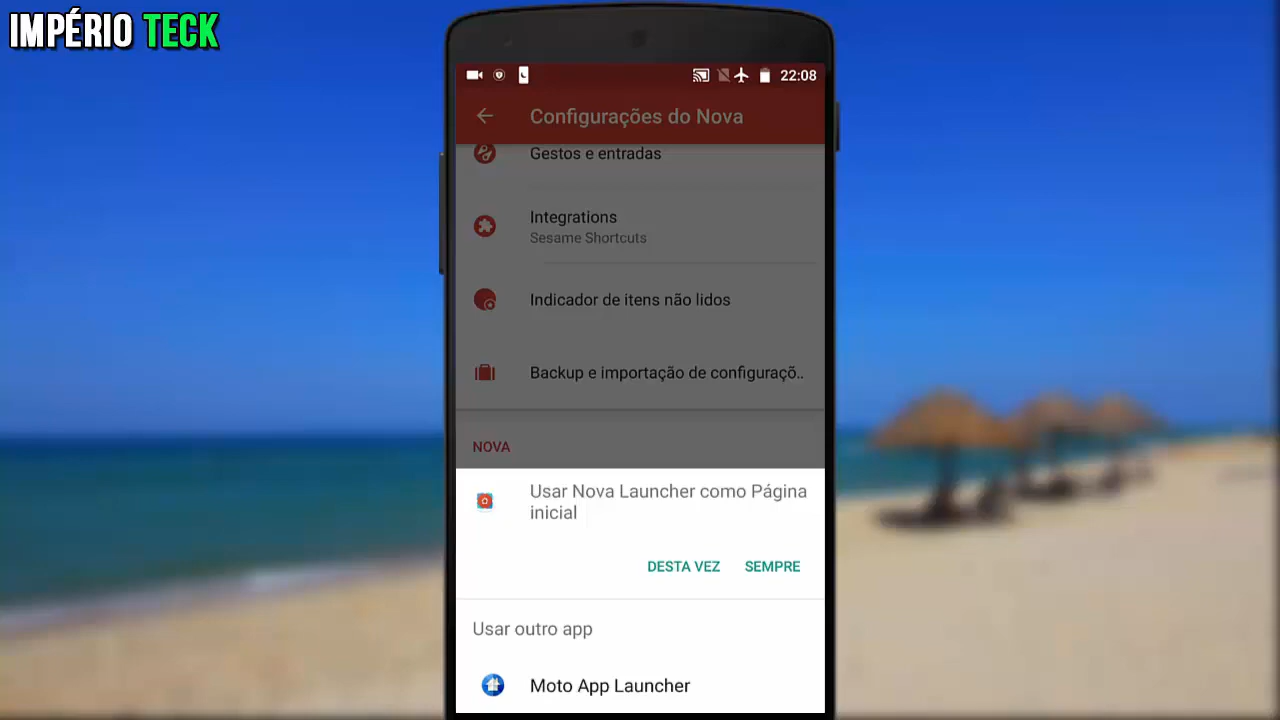 IMPÉRIO TECK
22:08
Configurações do Nova
Gestos e entradas
Integrations
Sesame Shortcuts
Indicador de itens não lidos
Backup e importação de configuraçõ..
NOVA
Usar Nova Launcher como Página
inicial
DESTA VEZ SEMPRE
Usar outro app
Moto App Launcher